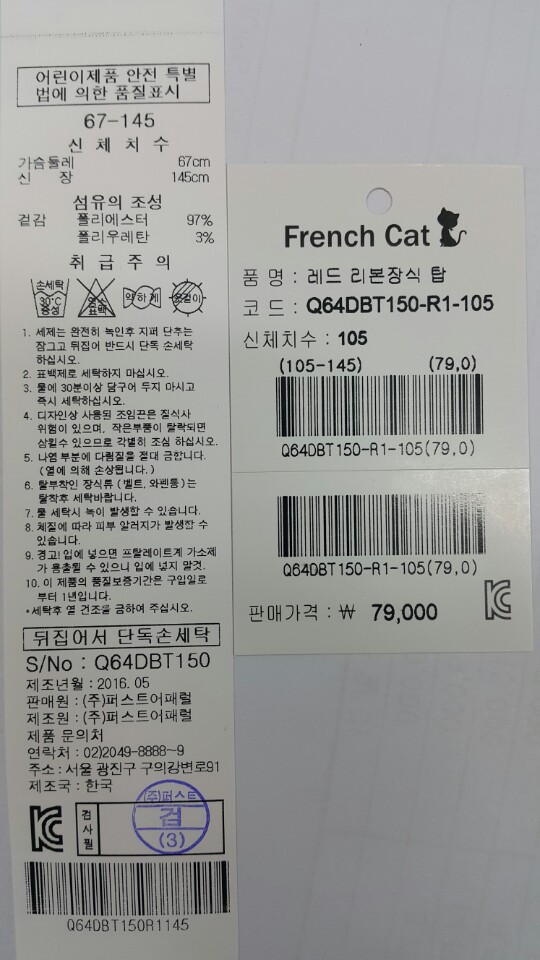 어린이제품 안전 특별
법에 의한 품질표시
67-145
신 체 치 수
가슴둘레 67cm
신 장 145cm
섬유의 조성
겉감 폴리에스터 97%
폴리우레탄 3%
취 급 주 의
손세탁
30℃
중성
염소
표백
약하게
옷걸이
1. 세제는 완전히 녹인후 지퍼 단추는
잠그고 뒤집어 반드시 단독 손세탁
하십시오.
2. 표백제로 세탁하지 마십시오.
3. 물에 30분이상 담구어 두지 마시고
즉시 세탁하십시오.
4. 디자인상 사용된 조임끈은 질식사
위험이 있으며, 작은부품이 탈락되면
삼킬수 있으므로 각별히 조심 하십시오.
5. 나염 부분에 다림질을 절대 금합니다.
(열에 의해 손상됩니다.)
6. 탈부착인 장식류 (벨트, 와펜통)는
탈착후 세탁바랍니다.
7. 물 세탁시 녹이 발생할 수 있습니다.
8. 체질에 따라 피부 알러지가 발생할 수
있습니다.
9. 경고! 입에 넣으면 프탈레이트계 가소제
가 용출될 수 있으니 입에 넣지 말것.
10. 이 제품의 품질보증기간은 구입일로
부터 1년입니다.
*세탁후 열 건조을 금하여 주십시오.
뒤집어서 단독손세탁
S/No : Q64DBT150
제조년월 : 2016.05
판매원 : (주)퍼스트어패럴
제조원 : (주)퍼스트어패럴
제품 문의처
연락처 : 02)2049-8888~9
주소 : 서울 광진구 구의강변로91
제조국 : 한국
KC
검사필
(주)퍼스트
검
(3)
Q64DBT150R1145
French Cat
품 명 : 레드 리본장식 탑
코 드 : Q64DBT150-R1-105
신체치수 : 105
(105-145) (79,0)
Q64DBT150-R1-105(79,0)
Q64DBT150-R1-105(79,0)
판매가격 : ₩ 79,000
KC